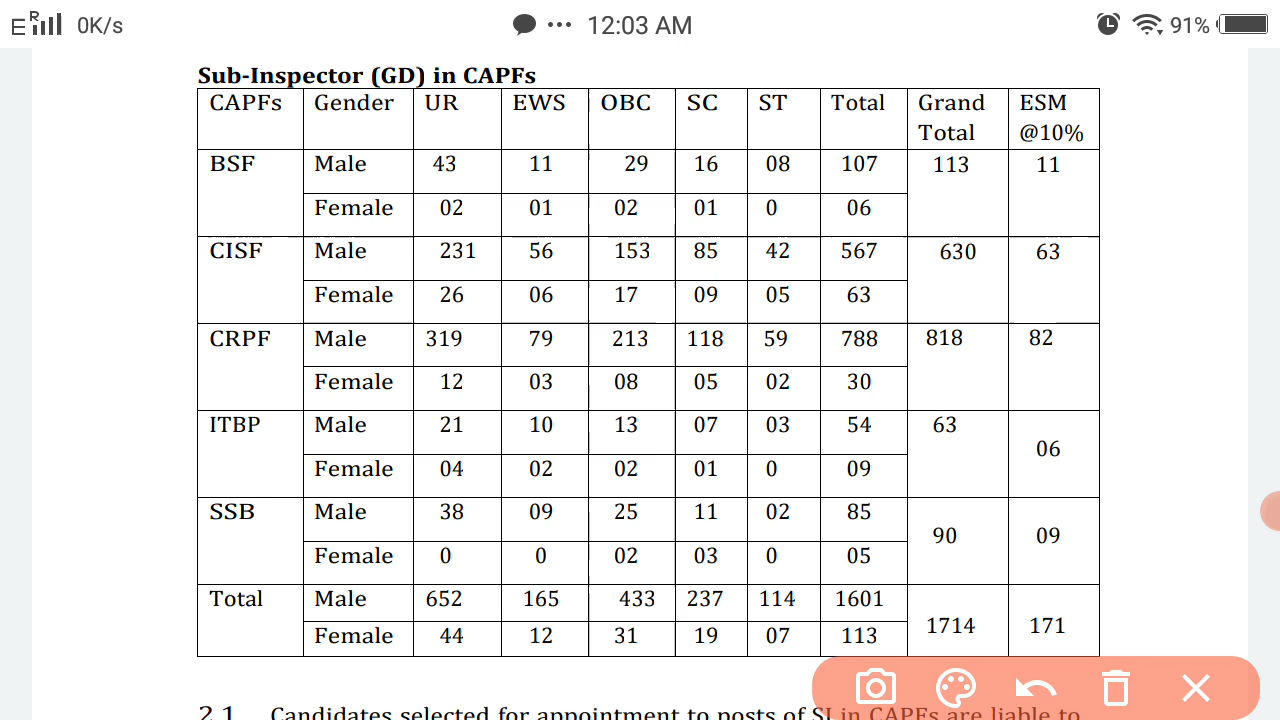 E R 0K/s ... 12:03 AM 91%
Sub-Inspector (GD) in CAPFs
CAPFs Gender UR EWS OBC SC ST Total Grand Total ESM @10%
BSF Male 43 11 29 16 08 107 113 11
Female 02 01 02 01 0 06
CISF Male 231 56 153 85 42 567 630 63
Female 26 06 17 09 05 63
CRPF Male 319 79 213 118 59 788 818 82
Female 12 03 08 05 02 30
ITBP Male 21 10 13 07 03 54 63 06
Female 04 02 02 01 0 09
SSB Male 38 09 25 11 02 85 90 09
Female 0 0 02 03 0 05
Total Male 652 165 433 237 114 1601 1714 171
Female 44 12 31 19 07 113
2.1 Candidates selected for appointment to posts of SI in CAPFs are liable to